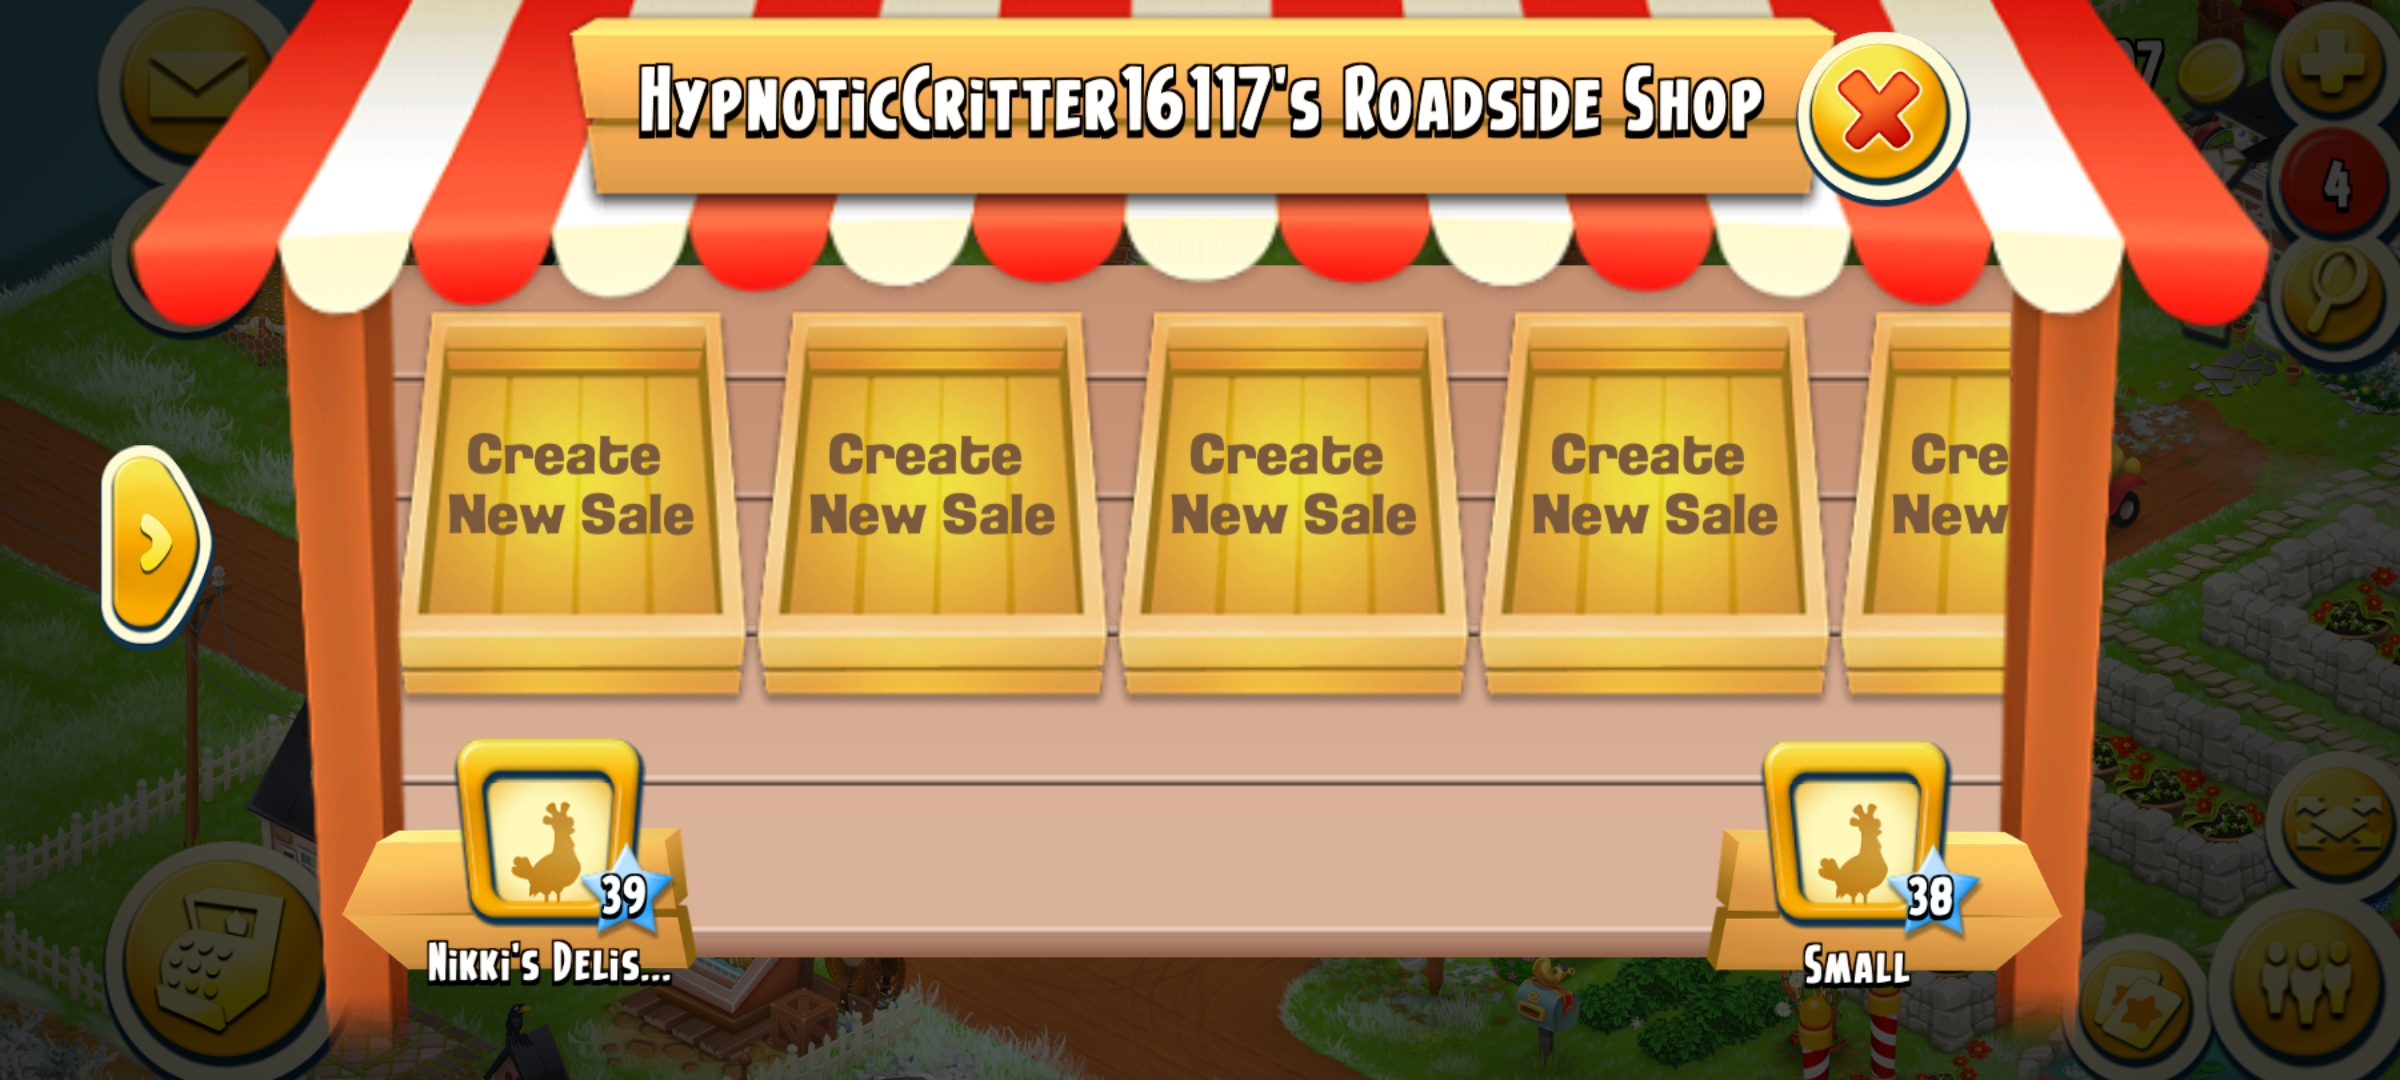 HypnoticCritter16117's Roadside Shop
7
4
Create
New Sale
Create
New Sale
Create
New Sale
Create
New Sale
Cre
New
39
Nikki's Delis...
38
Small